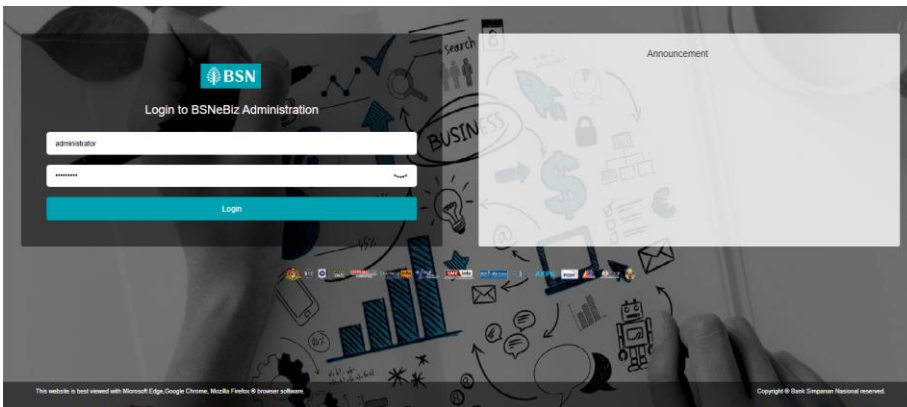 BSN
Login to BSNeBiz Administration
administrator
Login
Announcement
search
BUSINESS
45%
This website is best viewed with Microsoft Edge,Google Chrome, Mozilla Firefox ® browser software.
Copyright © Bank Simpanan Nasional reserved.